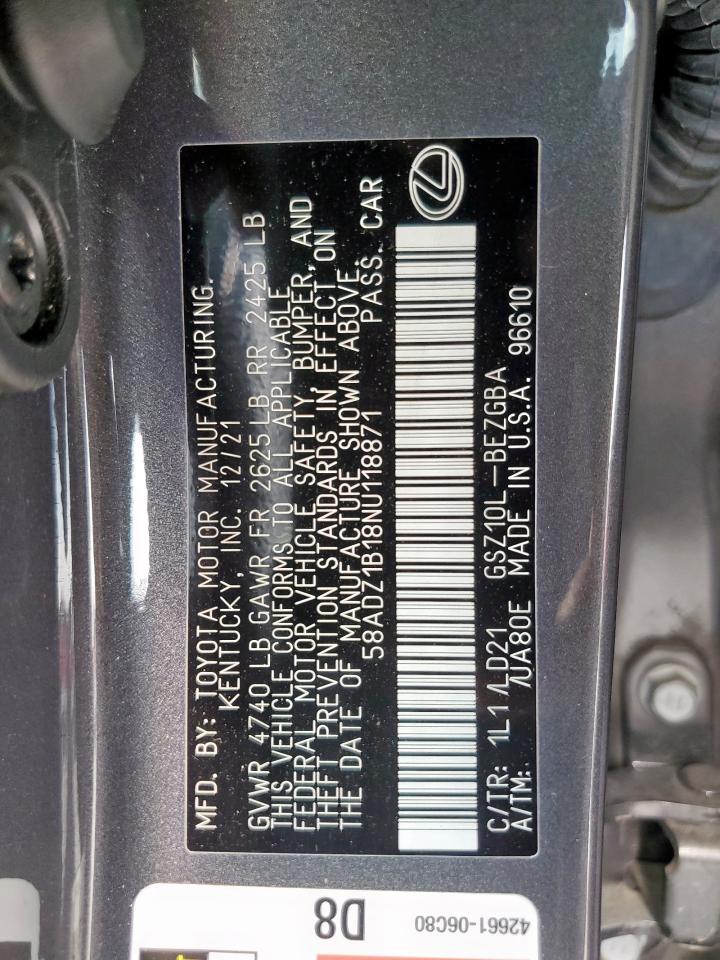 MFD. BY: TOYOTA MOTOR MANUFACTURING.
KENTUCKY, INC. 12/21
GVWR 4740 LB GAWR FR 2625 LB RR 2425 LB
THIS VEHICLE CONFORMS TO ALL APPLICABLE
FEDERAL MOTOR VEHICLE SAFETY, BUMPER, AND
THEFT PREVENTION STANDARDS IN EFFECT ON
THE DATE OF MANUFACTURE SHOWN ABOVE.
58ADZ1B18NU118871 PASS. CAR
C/TR: 1L1/LD21 GSZ10L-BEZGBA
A/TM: /UA80E MADE IN U.S.A. 96610
D8
42661-06C80